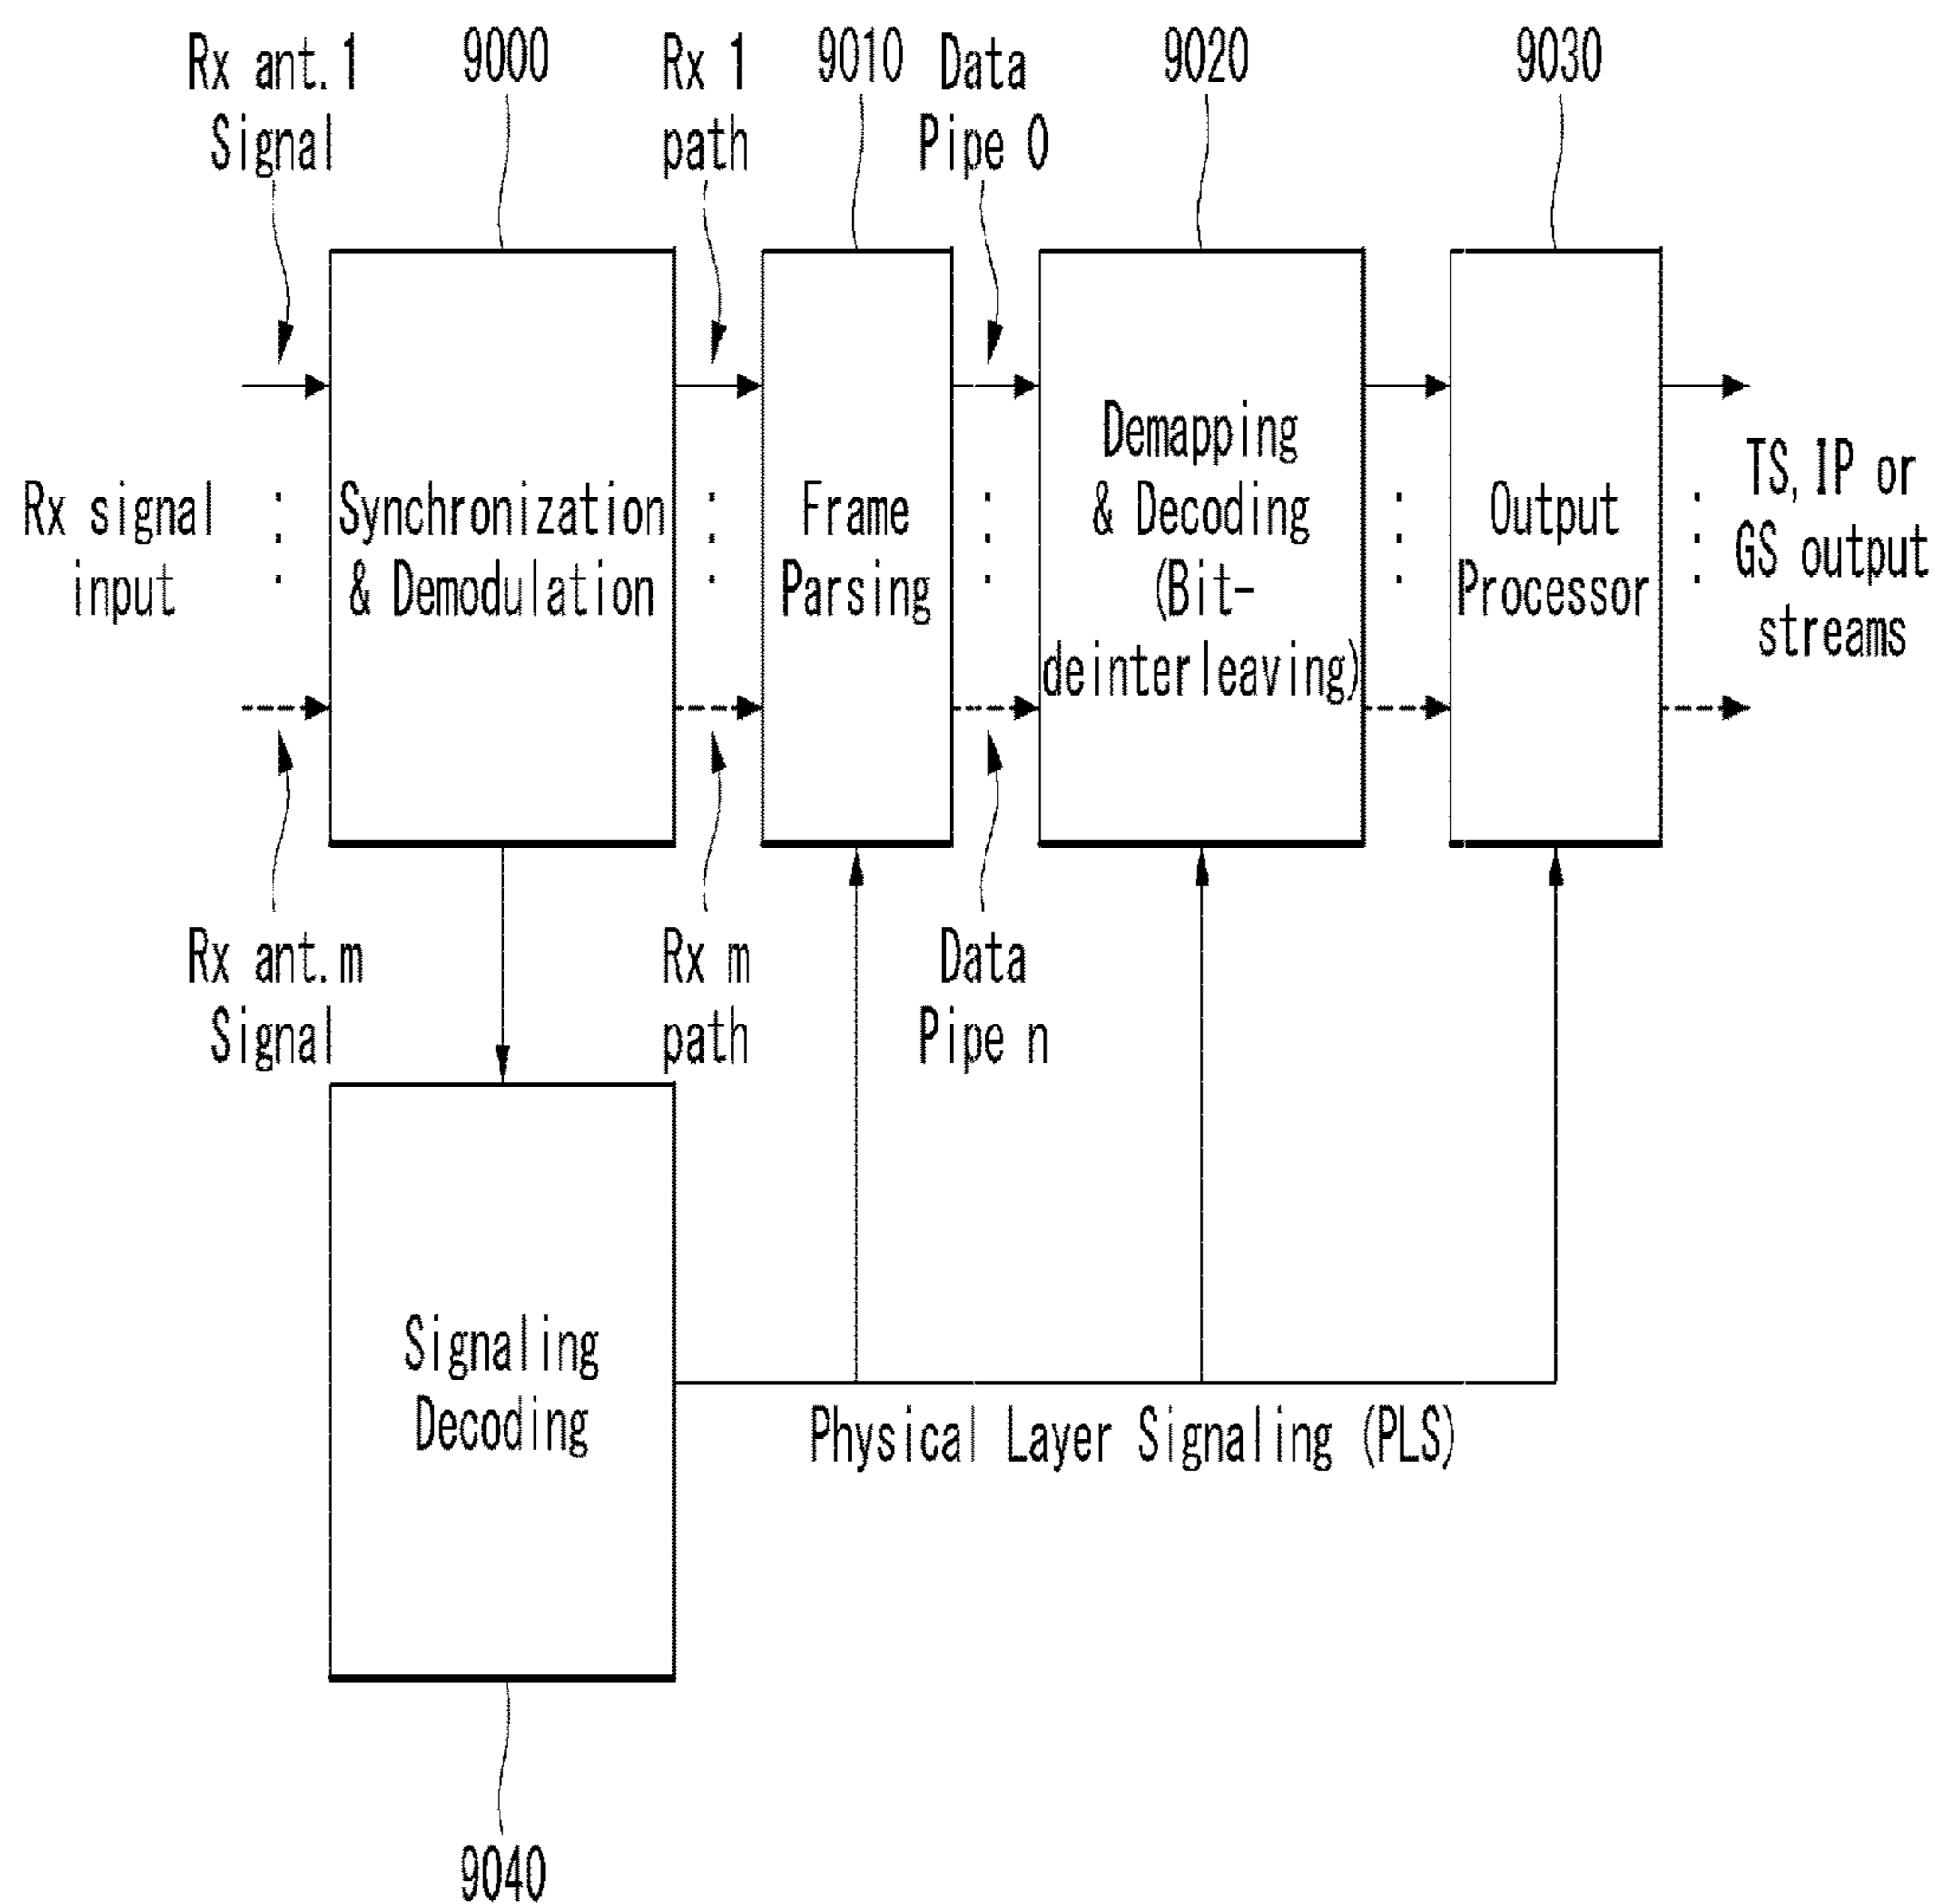 Rx ant.1
Signal
9000
Rx 1
path
9010
Data
Pipe 0
9020
9030
Rx signal
input
Synchronization
& Demodulation
Frame
Parsing
Demapping
& Decoding
(Bit-
deinterleaving)
Output
Processor
TS, IP or
GS output
streams
Rx ant.m
Signal
Rx m
path
Data
Pipe n
Signaling
Decoding
Physical Layer Signaling (PLS)
9040